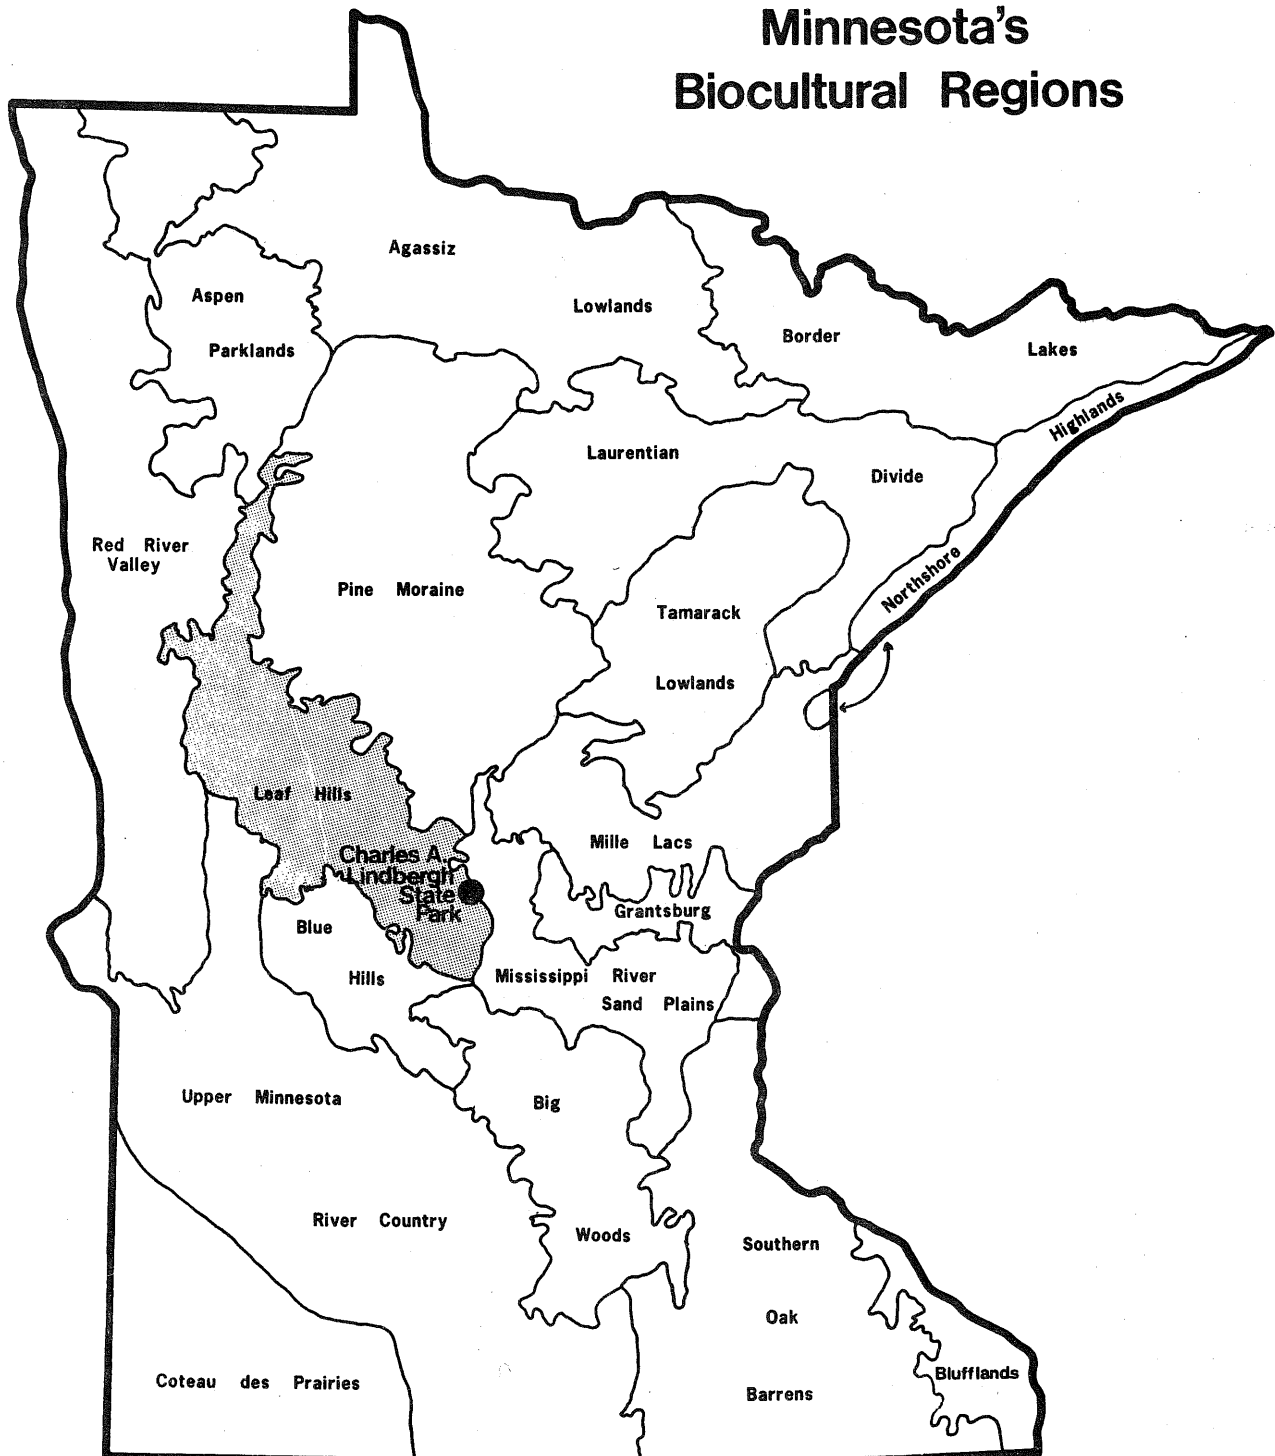 Minnesota's
Biocultural Regions
Agassiz
Lowlands
Aspen
Parklands
Border
Lakes
Highlands
Laurentian
Divide
Red River
Valley
Northshore
Pine Moraine
Tamarack
Lowlands
Leaf Hills
Mille Lacs
Charles A.
Lindbergh
State
Park
Grantsburg
Blue
Hills
Mississippi River
Sand Plains
Upper Minnesota
River Country
Big
Woods
Southern
Oak
Barrens
Coteau des Prairies
Blufflands